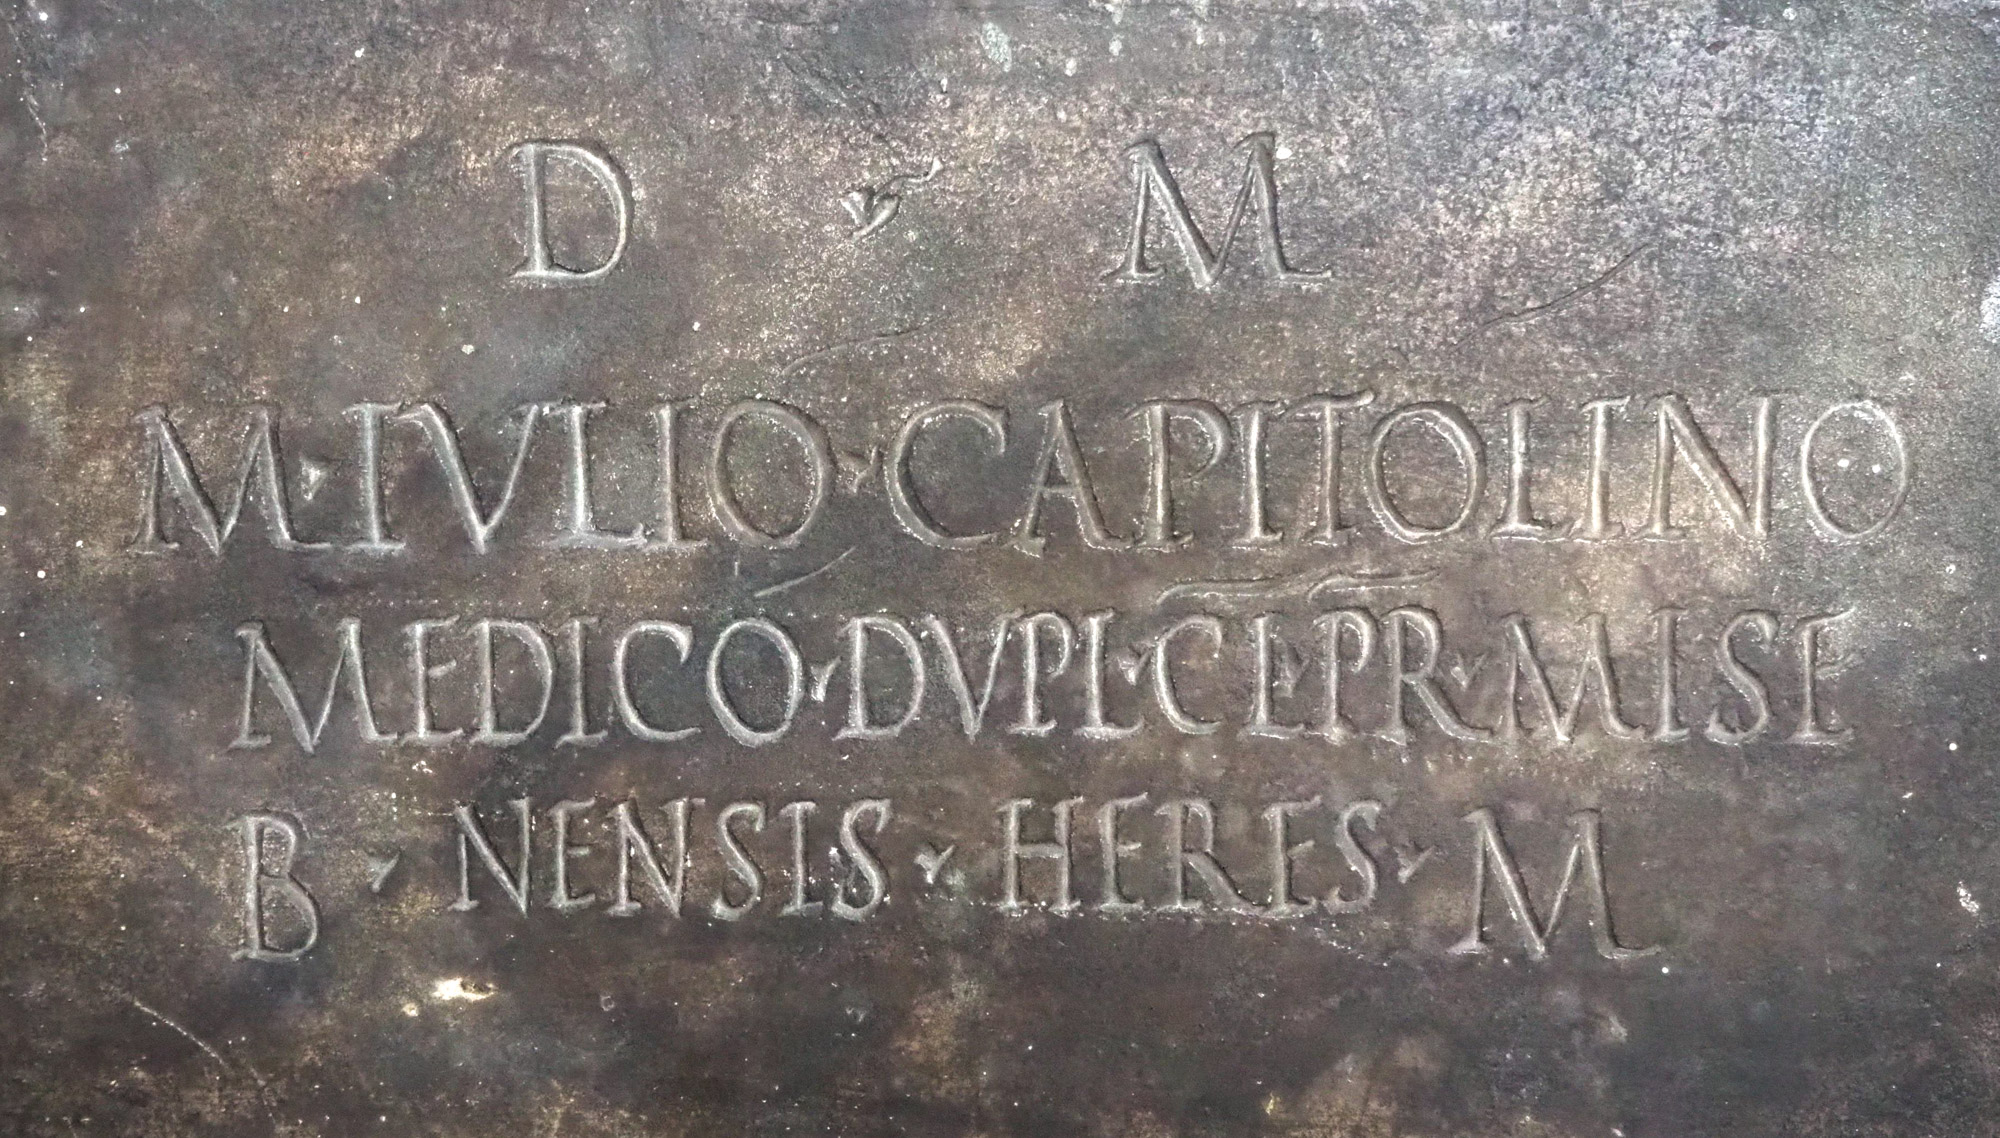 D M
M·IVLIO·CAPITOLINO
MEDICO·DVPL·CL·PR·MISE
B·NENSIS·HERES·M